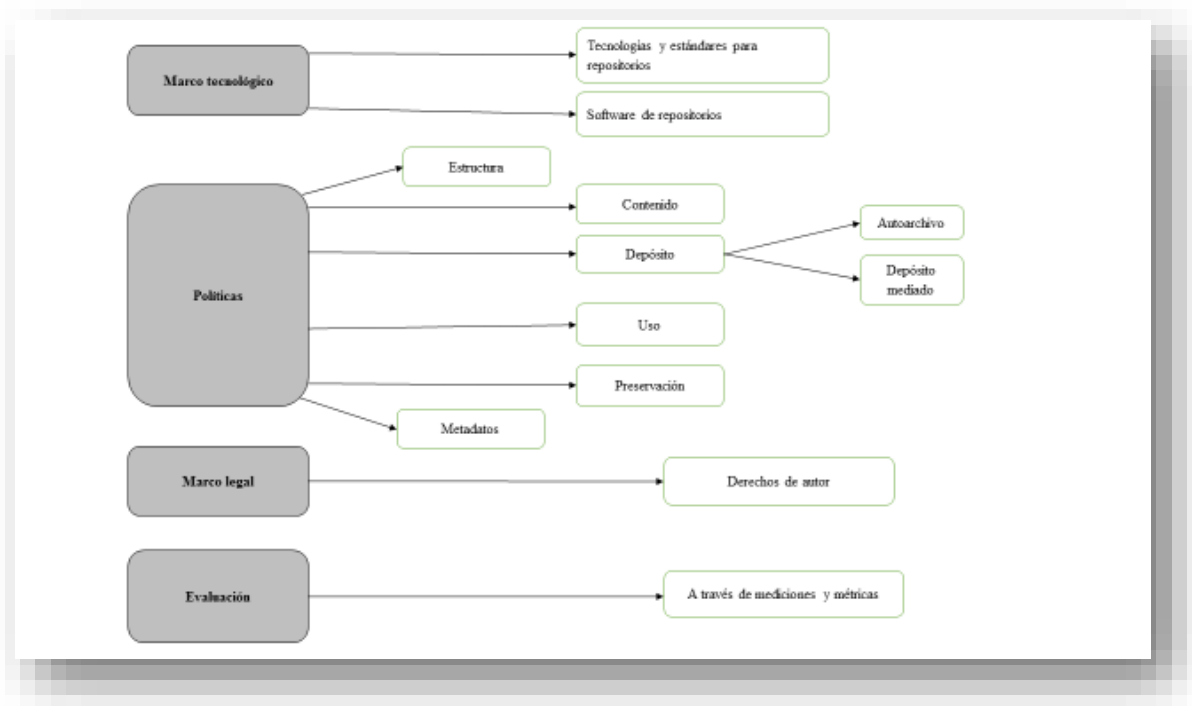 Marco tecnológico
Tecnologías y estándares para
repositorios
Software de repositorios
Políticas
Estructura
Contenido
Depósito
Autoarchivo
Depósito
mediado
Uso
Preservación
Metadatos
Marco legal
Derechos de autor
Evaluación
A través de mediciones y métricas